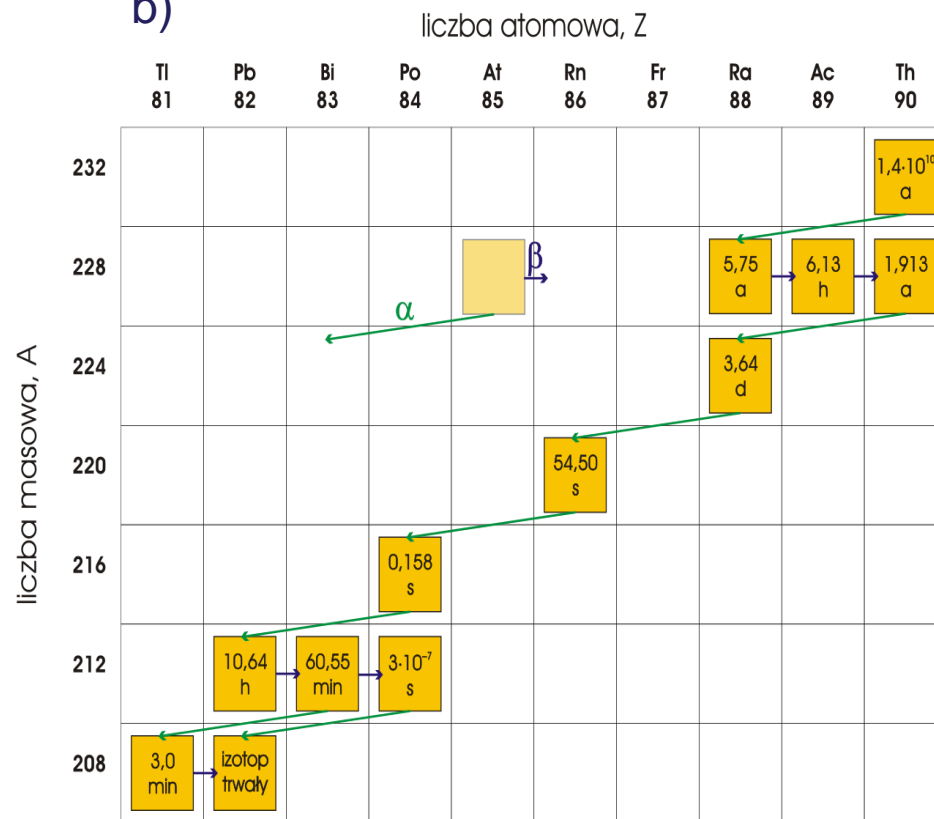 b)
liczba atomowa, Z
Tl Pb Bi Po At Rn Fr Ra Ac Th
81 82 83 84 85 86 87 88 89 90
liczba masowa, A
232
1,4·10¹⁰
a
228
β
5,75 6,13 1,913
a h a
α
224
3,64
d
220
54,50
s
216
0,158
s
212
10,64 60,55 3·10⁻⁷
h min s
208
3,0 izotop
min trwały